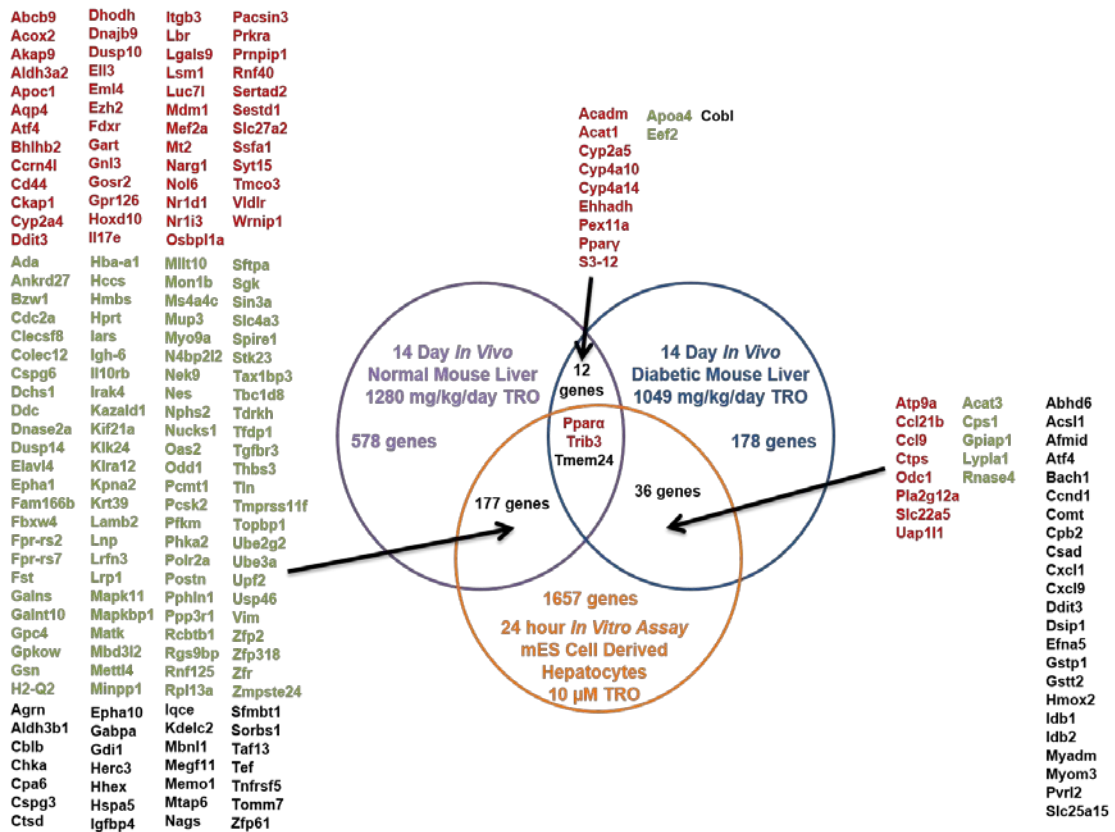 Abcb9 Dhodh Itgb3 Pacsin3
Acox2 Dnajb9 Lbr Prkra
Akap9 Dusp10 Lgals9 Prnpip1
Aldh3a2 Ell3 Lsm1 Rnf40
Apoc1 Eml4 Luc7l Sertad2
Aqp4 Ezh2 Mdm1 Sestd1
Atf4 Fdxr Mef2a Slc27a2
Bhlhb2 Gart Mt2 Ssfa1
Ccrn4l Gnl3 Narg1 Syt15
Cd44 Gosr2 Nol6 Tmco3
Ckap1 Gpr126 Nr1d1 Vldlr
Cyp2a4 Hoxd10 Nr1i3 Wrnip1
Ddit3 Il17e Osbpl1a
Ada Hba-a1 Mllt10 Sftpa
Ankrd27 Hccs Mon1b Sgk
Bzw1 Hmbs Ms4a4c Sin3a
Cdc2a Hprt Mup3 Slc4a3
Clecsf8 Iars Myo9a Spire1
Colec12 Igh-6 N4bp2l2 Stk23
Cspg6 Il10rb Nek9 Tax1bp3
Dchs1 Irak4 Nes Tbc1d8
Ddc Kazald1 Nphs2 Tdrkh
Dnase2a Kif21a Nucks1 Tfdp1
Dusp14 Klk24 Oas2 Tgfbr3
Elavl4 Klra12 Odd1 Thbs3
Epha1 Kpna2 Pcmt1 Tln
Fam166b Krt39 Pcsk2 Tmprss11f
Fbxw4 Lamb2 Pfkm Topbp1
Fpr-rs2 Lnp Phka2 Ube2g2
Fpr-rs7 Lrfn3 Polr2a Ube3a
Fst Lrp1 Postn Upf2
Galns Mapk11 Pphln1 Usp46
Galnt10 Mapkbp1 Ppp3r1 Vim
Gpc4 Matk Rcbtb1 Zfp2
Gpkow Mbd3l2 Rgs9bp Zfp318
Gsn Mettl4 Rnf125 Zfr
H2-Q2 Minpp1 Rpl13a Zmpste24
Agrn Epha10 Iqce Sfmbt1
Aldh3b1 Gabpa Kdelc2 Sorbs1
Cblb Gdi1 Mbnl1 Taf13
Chka Herc3 Megf11 Tef
Cpa6 Hhex Memo1 Tnfrsf5
Cspg3 Hspa5 Mtap6 Tomm7
Ctsd Igfbp4 Nags Zfp61
Acadm Apoa4 Cobl
Acat1 Eef2
Cyp2a5
Cyp4a10
Cyp4a14
Ehhadh
Pex11a
Pparγ
S3-12
14 Day In Vivo
Normal Mouse Liver
1280 mg/kg/day TRO
578 genes
12
genes
14 Day In Vivo
Diabetic Mouse Liver
1049 mg/kg/day TRO
178 genes
Pparα
Trib3
Tmem24
177 genes
36 genes
1657 genes
24 hour In Vitro Assay
mES Cell Derived
Hepatocytes
10 µM TRO
Atp9a Acat3 Abhd6
Ccl21b Cps1 Acsl1
Ccl9 Gpiap1 Afmid
Ctps Lypla1 Atf4
Odc1 Rnase4 Bach1
Pla2g12a Ccnd1
Slc22a5 Comt
Uap1l1 Cpb2
Csad
Cxcl1
Cxcl9
Ddit3
Dsip1
Efna5
Gstp1
Gstt2
Hmox2
Idb1
Idb2
Myadm
Myom3
Pvrl2
Slc25a15